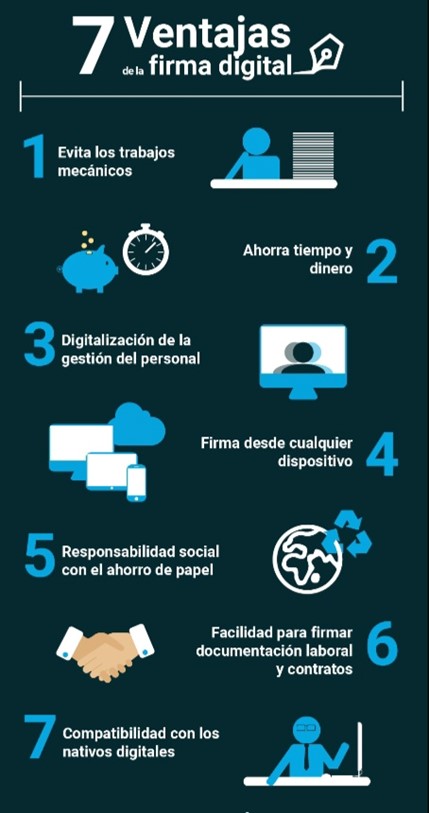 7 Ventajas
de la firma digital
1 Evita los trabajos
mecánicos
Ahorra tiempo y 2
dinero
3 Digitalización de la
gestión del personal
Firma desde cualquier 4
dispositivo
5 Responsabilidad social
con el ahorro de papel
Facilidad para firmar 6
documentación laboral
y contratos
7 Compatibilidad con los
nativos digitales